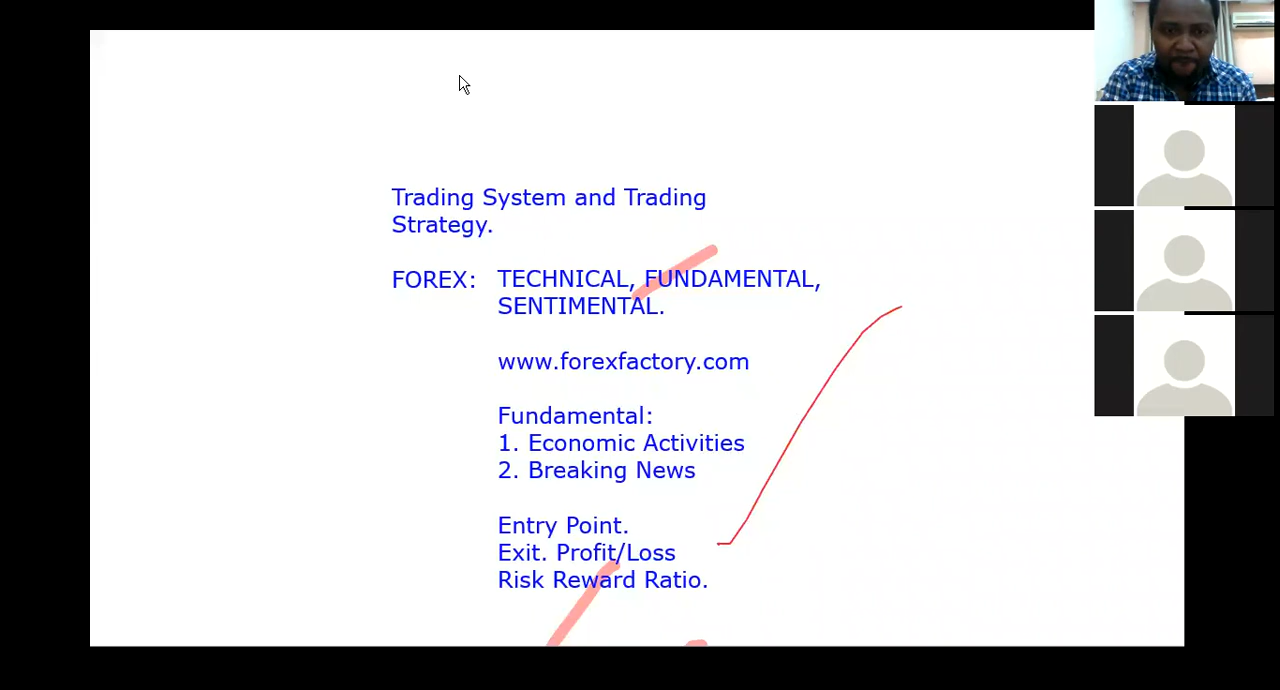 Trading System and Trading
Strategy.
FOREX: TECHNICAL, FUNDAMENTAL,
SENTIMENTAL.
www.forexfactory.com
Fundamental:
1. Economic Activities
2. Breaking News
Entry Point.
Exit. Profit/Loss
Risk Reward Ratio.